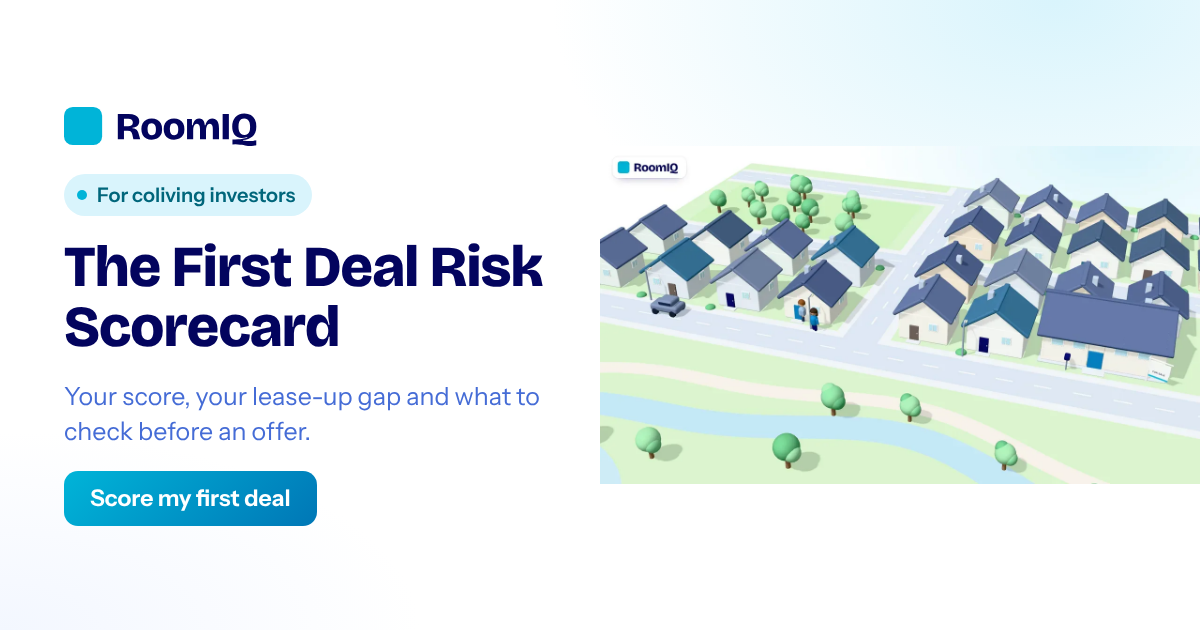 RoomIQ
For coliving investors
The First Deal Risk
Scorecard
Your score, your lease-up gap and what to
check before an offer.
Score my first deal
RoomIQ